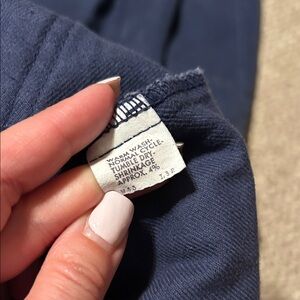 WARM WASH-
NORMAL CYCLE-
TUMBLE DRY-
SHRINKAGE
APPROX. 4%